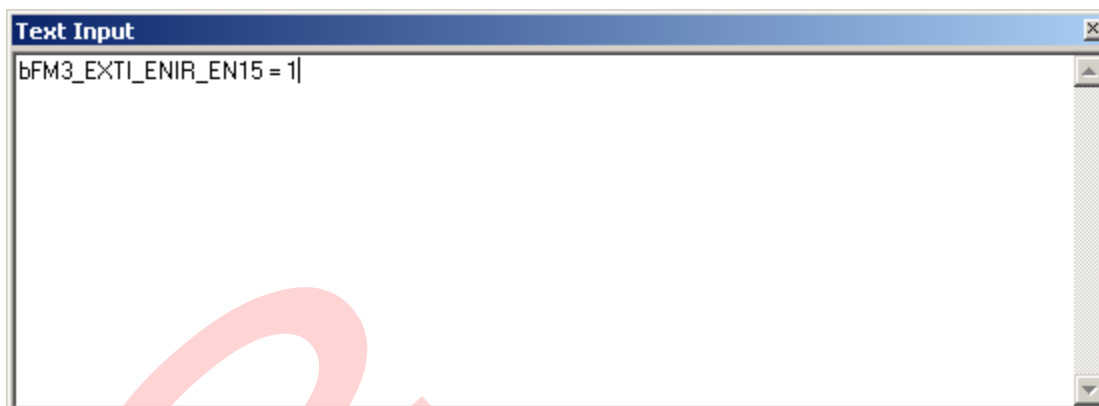 Text Input
bFM3_EXTI_ENIR_EN15 = 1